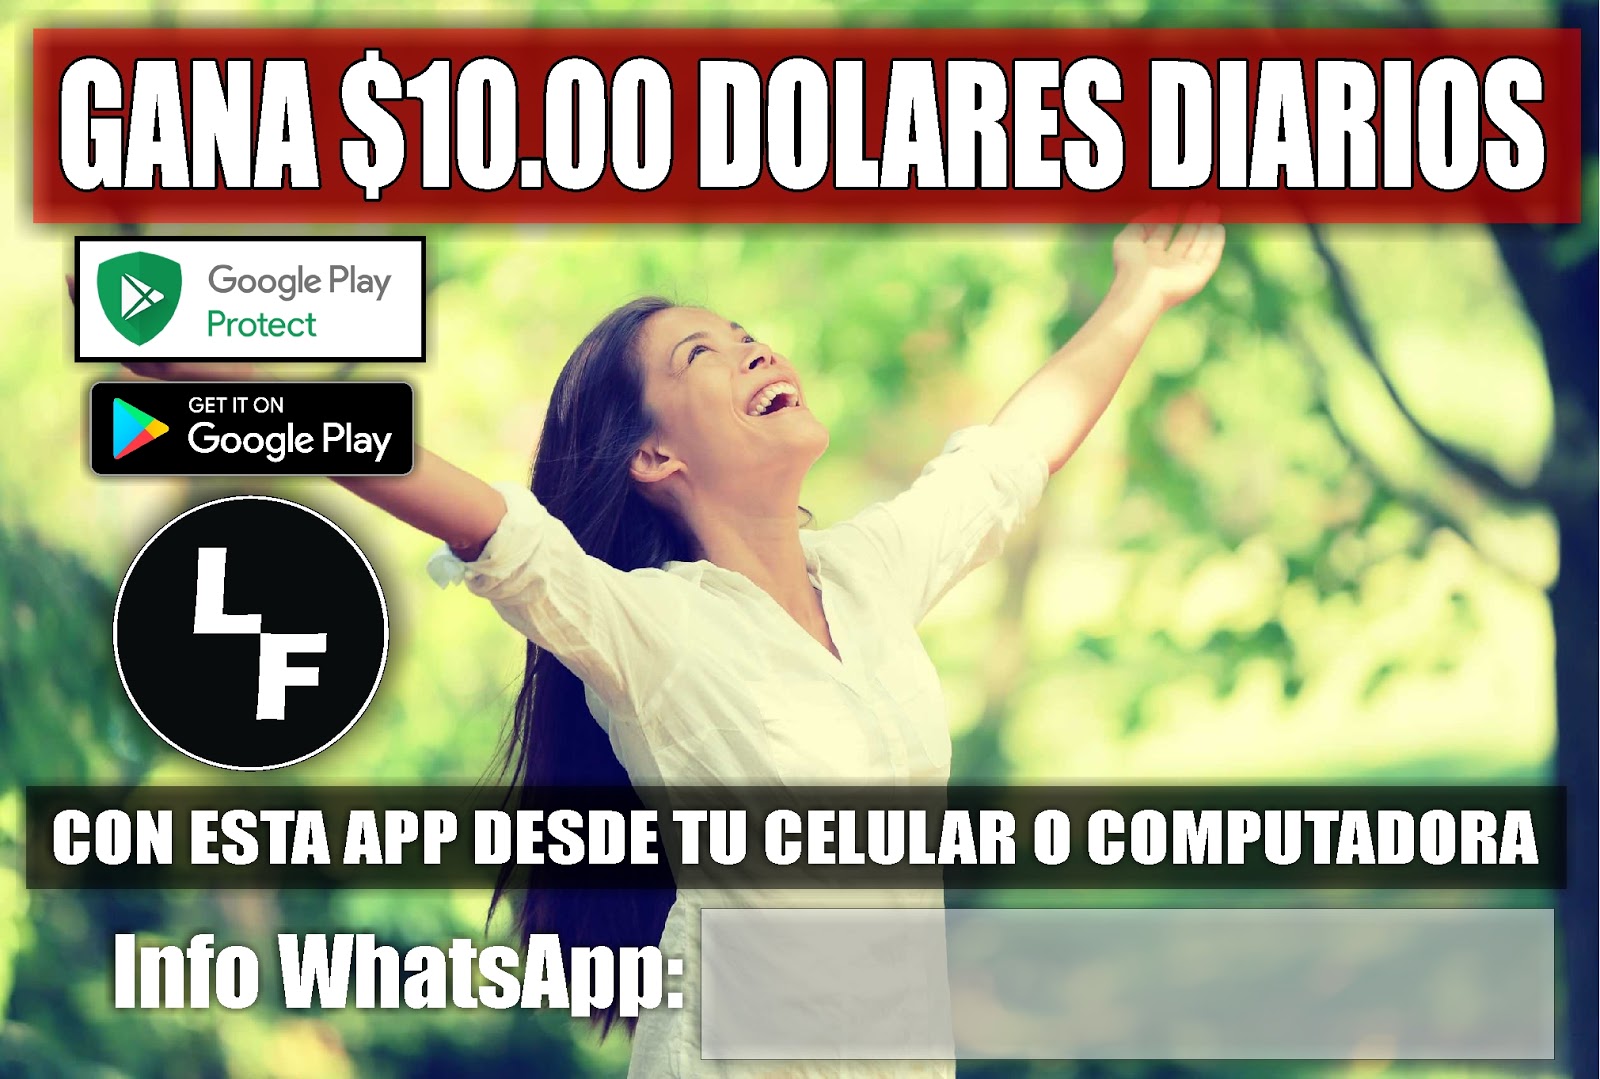 GANA $10.00 DOLARES DIARIOS
Google Play
Protect
GET IT ON
Google Play
L
F
CON ESTA APP DESDE TU CELULAR O COMPUTADORA
Info WhatsApp: